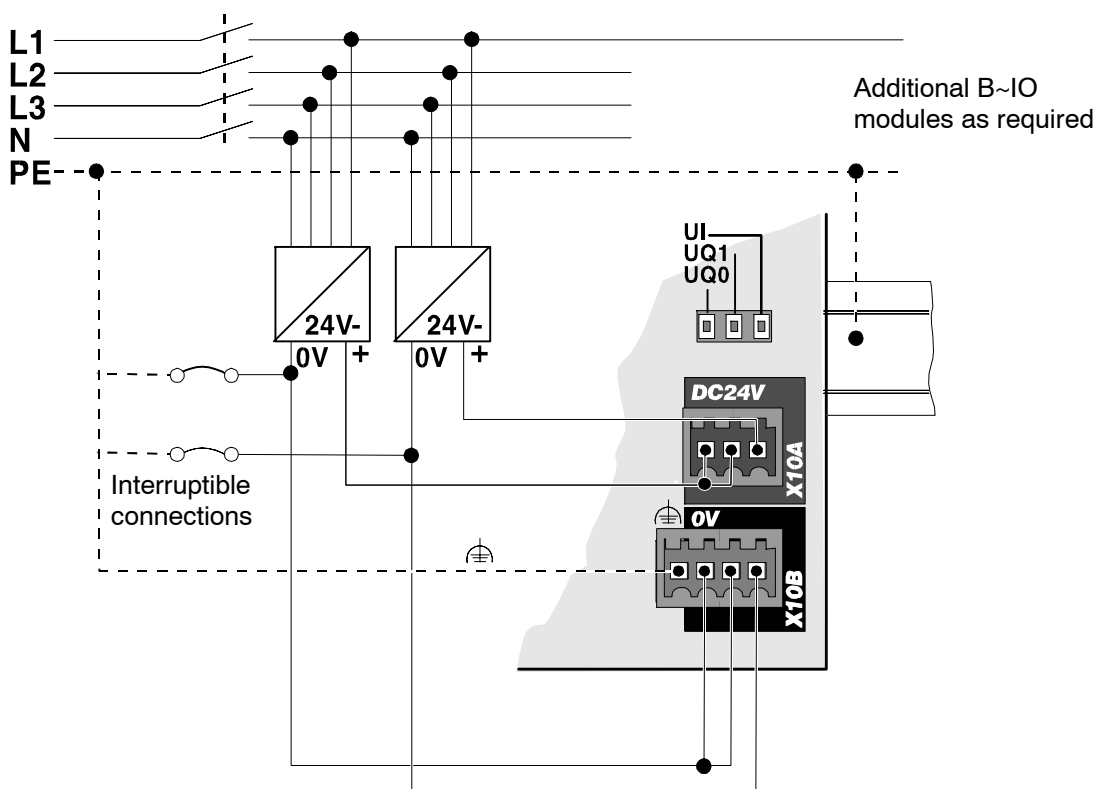 L1
L2
L3
N
PE
Additional B~IO
modules as required
UI
UQ1
UQ0
24V-
0V +
24V-
0V +
DC24V
X10A
Interruptible
connections
0V
X10B